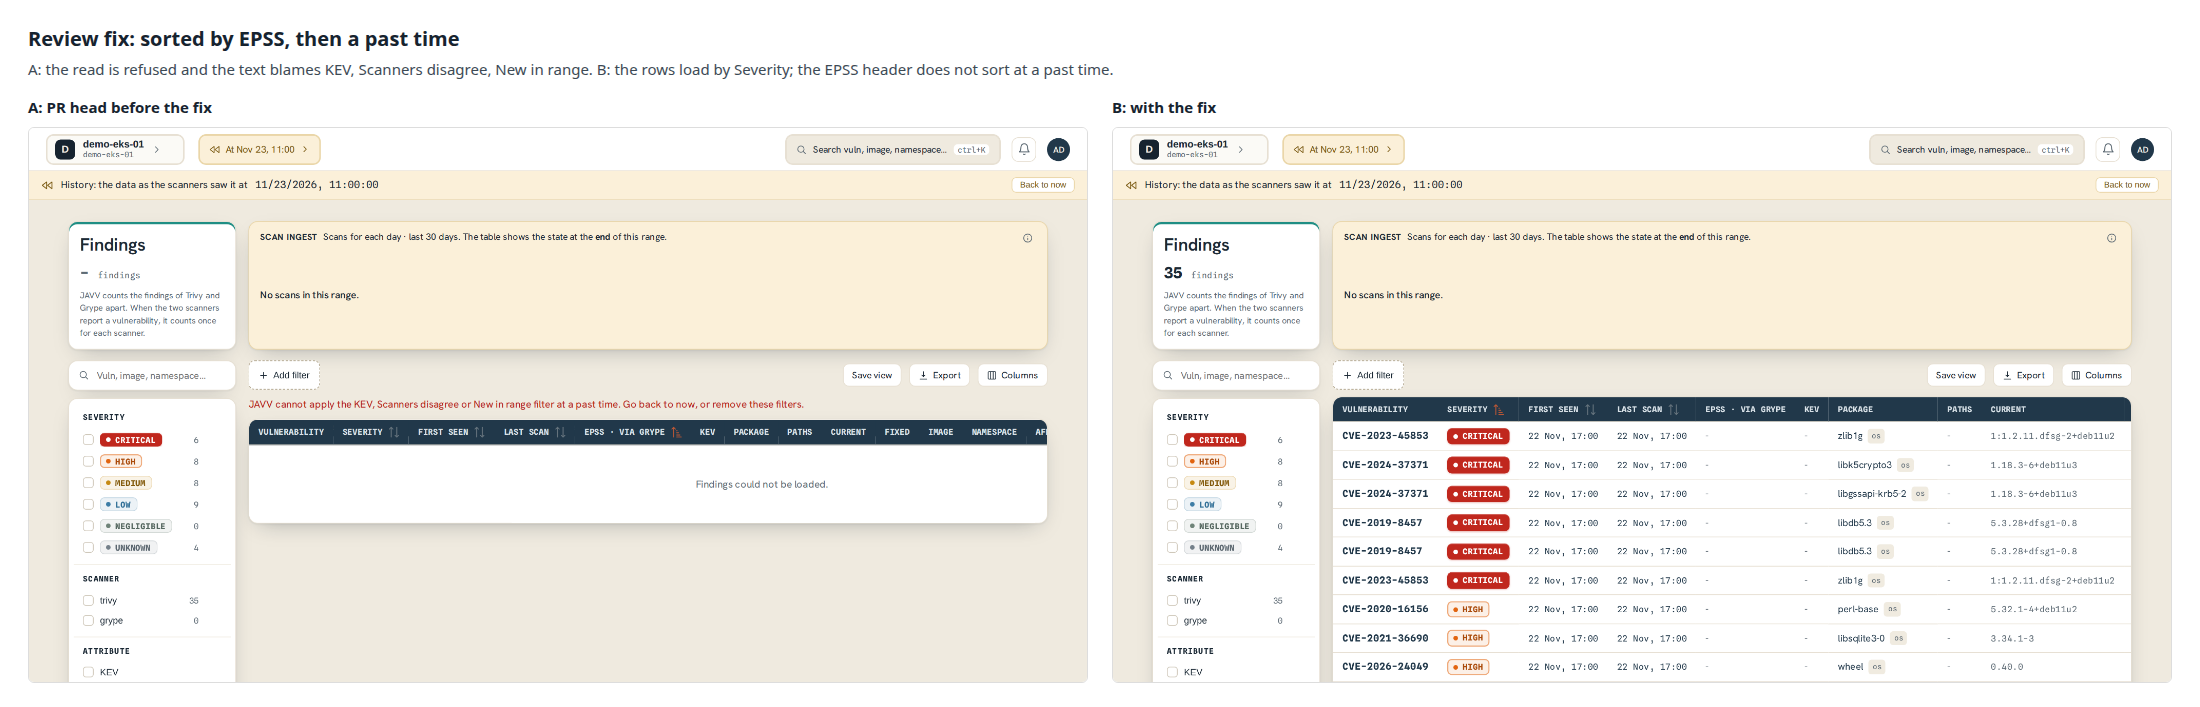 Review fix: sorted by EPSS, then a past time
A: the read is refused and the text blames KEV, Scanners disagree, New in range. B: the rows load by Severity; the EPSS header does not sort at a past time.
A: PR head before the fix
D demo-eks-01
demo-eks-01
At Nov 23, 11:00
Search vuln, image, namespace... ctrl+K
AD
History: the data as the scanners saw it at 11/23/2026, 11:00:00
Back to now
Findings
– findings
JAVV counts the findings of Trivy and
Grype apart. When the two scanners
report a vulnerability, it counts once
for each scanner.
SCAN INGEST Scans for each day · last 30 days. The table shows the state at the end of this range.
No scans in this range.
Vuln, image, namespace...
+ Add filter
Save view
Export
Columns
JAVV cannot apply the KEV, Scanners disagree or New in range filter at a past time. Go back to now, or remove these filters.
VULNERABILITY SEVERITY FIRST SEEN LAST SCAN EPSS · VIA GRYPE KEV PACKAGE PATHS CURRENT FIXED IMAGE NAMESPACE AF
Findings could not be loaded.
SEVERITY
CRITICAL 6
HIGH 8
MEDIUM 8
LOW 9
NEGLIGIBLE 0
UNKNOWN 4
SCANNER
trivy 35
grype 0
ATTRIBUTE
KEV
B: with the fix
D demo-eks-01
demo-eks-01
At Nov 23, 11:00
Search vuln, image, namespace... ctrl+K
AD
History: the data as the scanners saw it at 11/23/2026, 11:00:00
Back to now
Findings
35 findings
JAVV counts the findings of Trivy and
Grype apart. When the two scanners
report a vulnerability, it counts once
for each scanner.
SCAN INGEST Scans for each day · last 30 days. The table shows the state at the end of this range.
No scans in this range.
Vuln, image, namespace...
+ Add filter
Save view
Export
Columns
SEVERITY
CRITICAL 6
HIGH 8
MEDIUM 8
LOW 9
NEGLIGIBLE 0
UNKNOWN 4
SCANNER
trivy 35
grype 0
ATTRIBUTE
KEV
VULNERABILITY SEVERITY FIRST SEEN LAST SCAN EPSS · VIA GRYPE KEV PACKAGE PATHS CURRENT
CVE-2023-45853 CRITICAL 22 Nov, 17:00 22 Nov, 17:00 - - zlib1g os - 1:1.2.11.dfsg-2+deb11u2
CVE-2024-37371 CRITICAL 22 Nov, 17:00 22 Nov, 17:00 - - libk5crypto3 os - 1.18.3-6+deb11u3
CVE-2024-37371 CRITICAL 22 Nov, 17:00 22 Nov, 17:00 - - libgssapi-krb5-2 os - 1.18.3-6+deb11u3
CVE-2019-8457 CRITICAL 22 Nov, 17:00 22 Nov, 17:00 - - libdb5.3 os - 5.3.28+dfsg1-0.8
CVE-2019-8457 CRITICAL 22 Nov, 17:00 22 Nov, 17:00 - - libdb5.3 os - 5.3.28+dfsg1-0.8
CVE-2023-45853 CRITICAL 22 Nov, 17:00 22 Nov, 17:00 - - zlib1g os - 1:1.2.11.dfsg-2+deb11u2
CVE-2020-16156 HIGH 22 Nov, 17:00 22 Nov, 17:00 - - perl-base os - 5.32.1-4+deb11u2
CVE-2021-36690 HIGH 22 Nov, 17:00 22 Nov, 17:00 - - libsqlite3-0 os - 3.34.1-3
CVE-2026-24049 HIGH 22 Nov, 17:00 22 Nov, 17:00 - - wheel os - 0.40.0